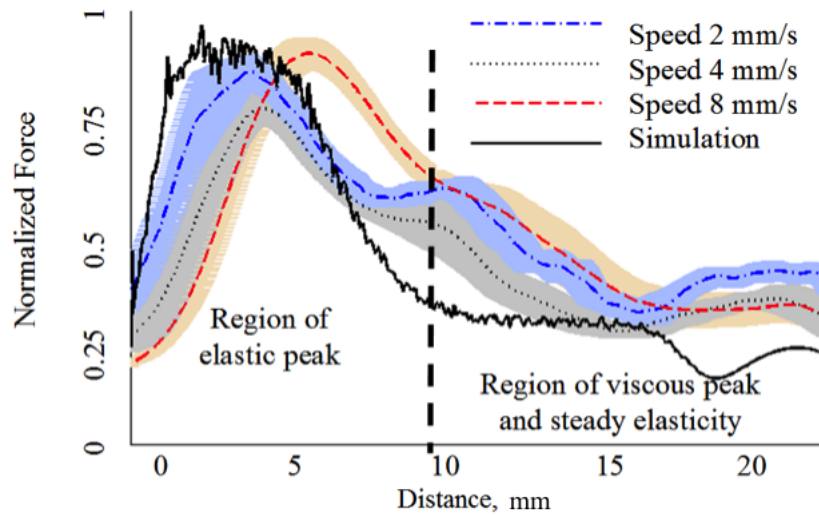 1
0.75
0.5
0.25
0
Normalized Force
Speed 2 mm/s
Speed 4 mm/s
Speed 8 mm/s
Simulation
Region of
elastic peak
Region of viscous peak
and steady elasticity
0 5 10 15 20
Distance, mm